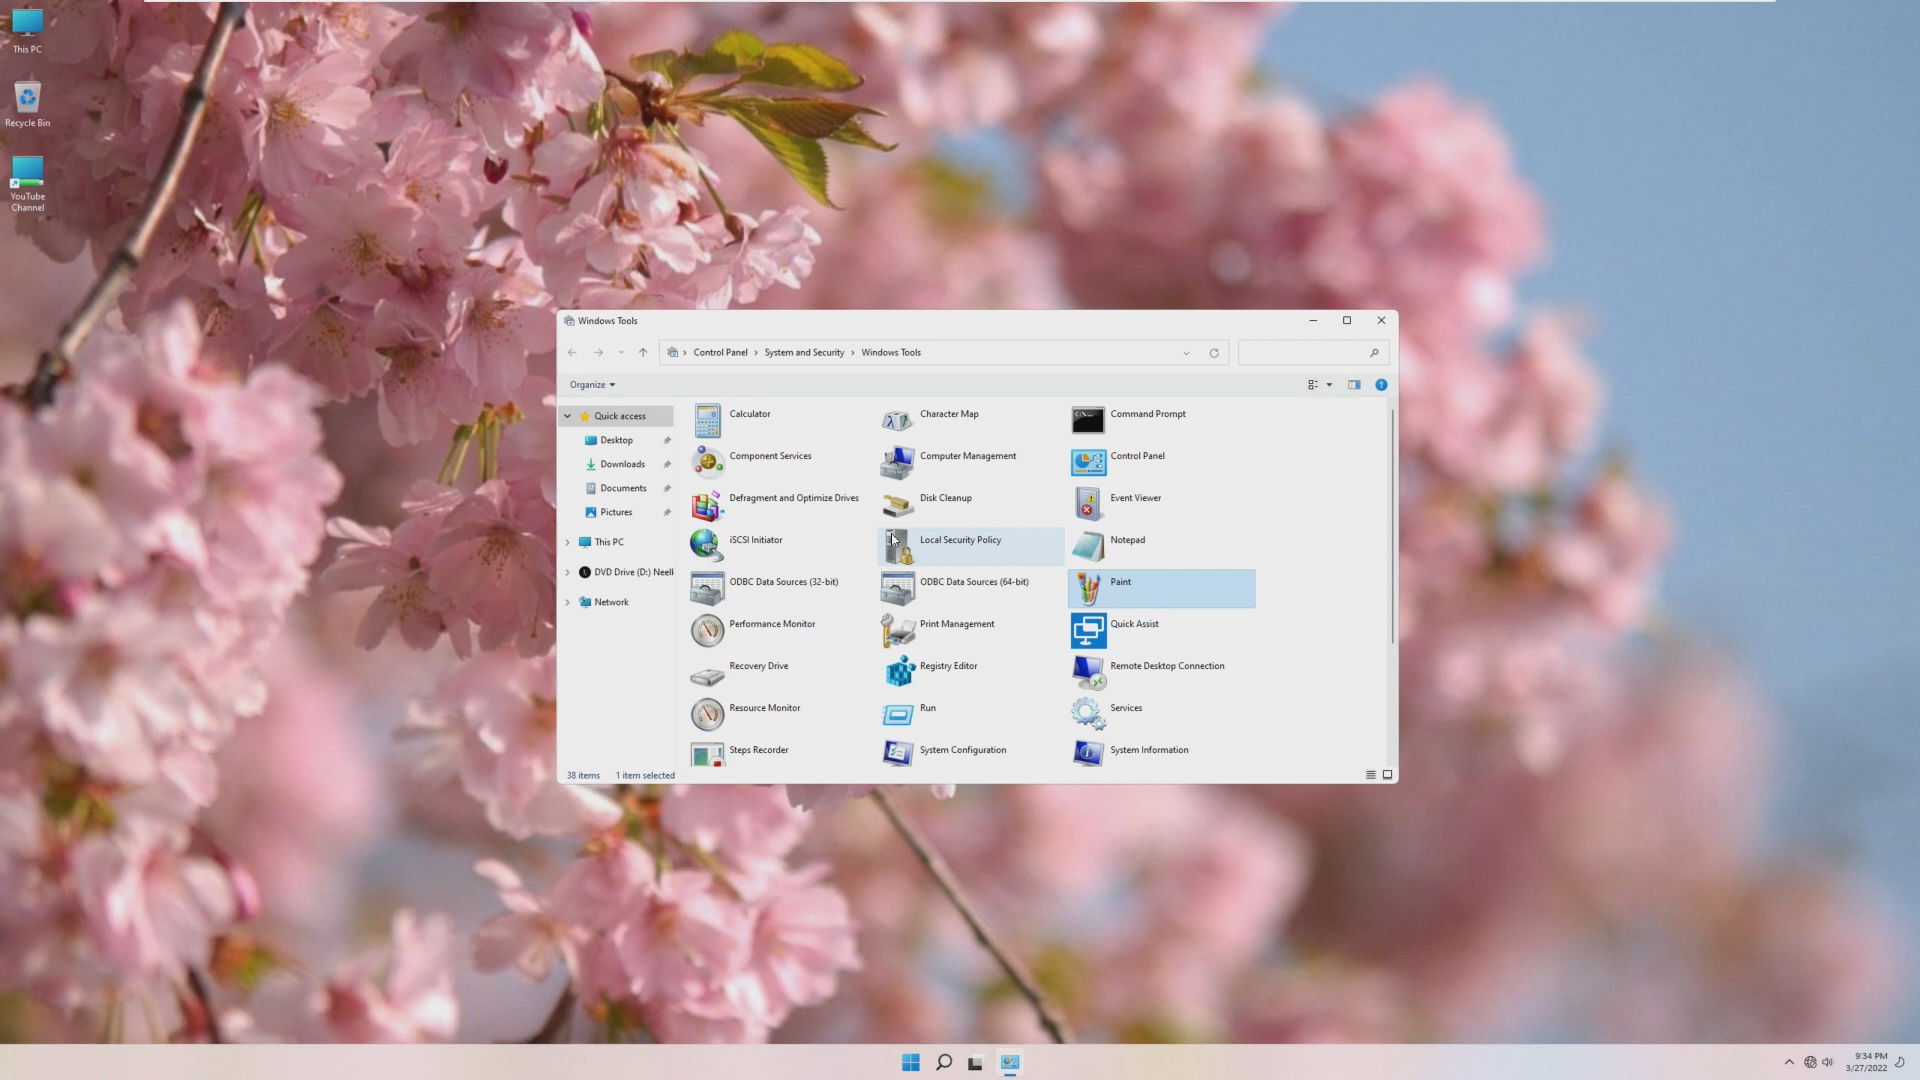 This PC
Recycle Bin
YouTube
Channel
Windows Tools
Control Panel > System and Security > Windows Tools
Organize
Quick access
Desktop
Downloads
Documents
Pictures
This PC
DVD Drive (D:) Neelk
Network
Calculator
Character Map
Command Prompt
Component Services
Computer Management
Control Panel
Defragment and Optimize Drives
Disk Cleanup
Event Viewer
iSCSI Initiator
Local Security Policy
Notepad
ODBC Data Sources (32-bit)
ODBC Data Sources (64-bit)
Paint
Performance Monitor
Print Management
Quick Assist
Recovery Drive
Registry Editor
Remote Desktop Connection
Resource Monitor
Run
Services
Steps Recorder
System Configuration
System Information
38 items 1 item selected
9:34 PM
3/27/2022